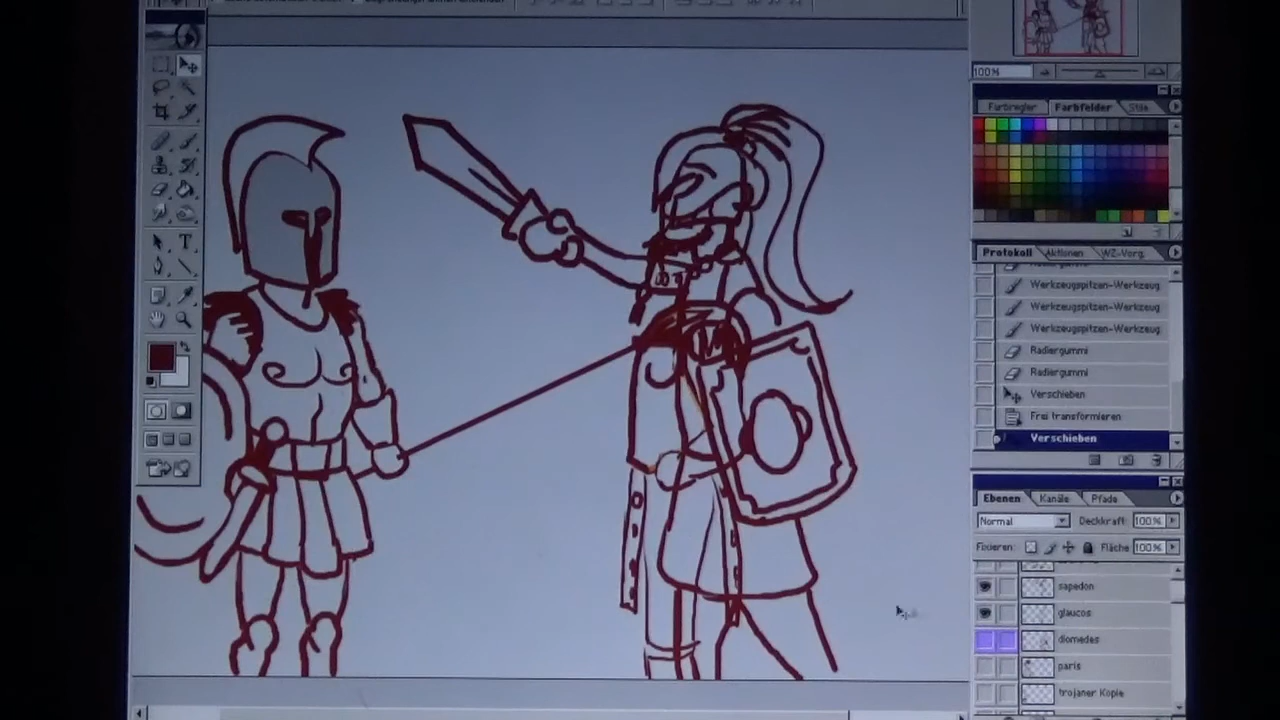 100%
Farbregler Farbfelder Stile
Protokoll Aktionen WZ-Vorg.
Werkzeugspitzen-Werkzeug
Werkzeugspitzen-Werkzeug
Werkzeugspitzen-Werkzeug
Radiergummi
Radiergummi
Verschieben
Frei transformieren
Verschieben
Ebenen Kanäle Pfade
Normal Deckkraft: 100%
Fixieren: Fläche 100%
sapedon
glaucos
diomedes
paris
trojaner Kopie
T